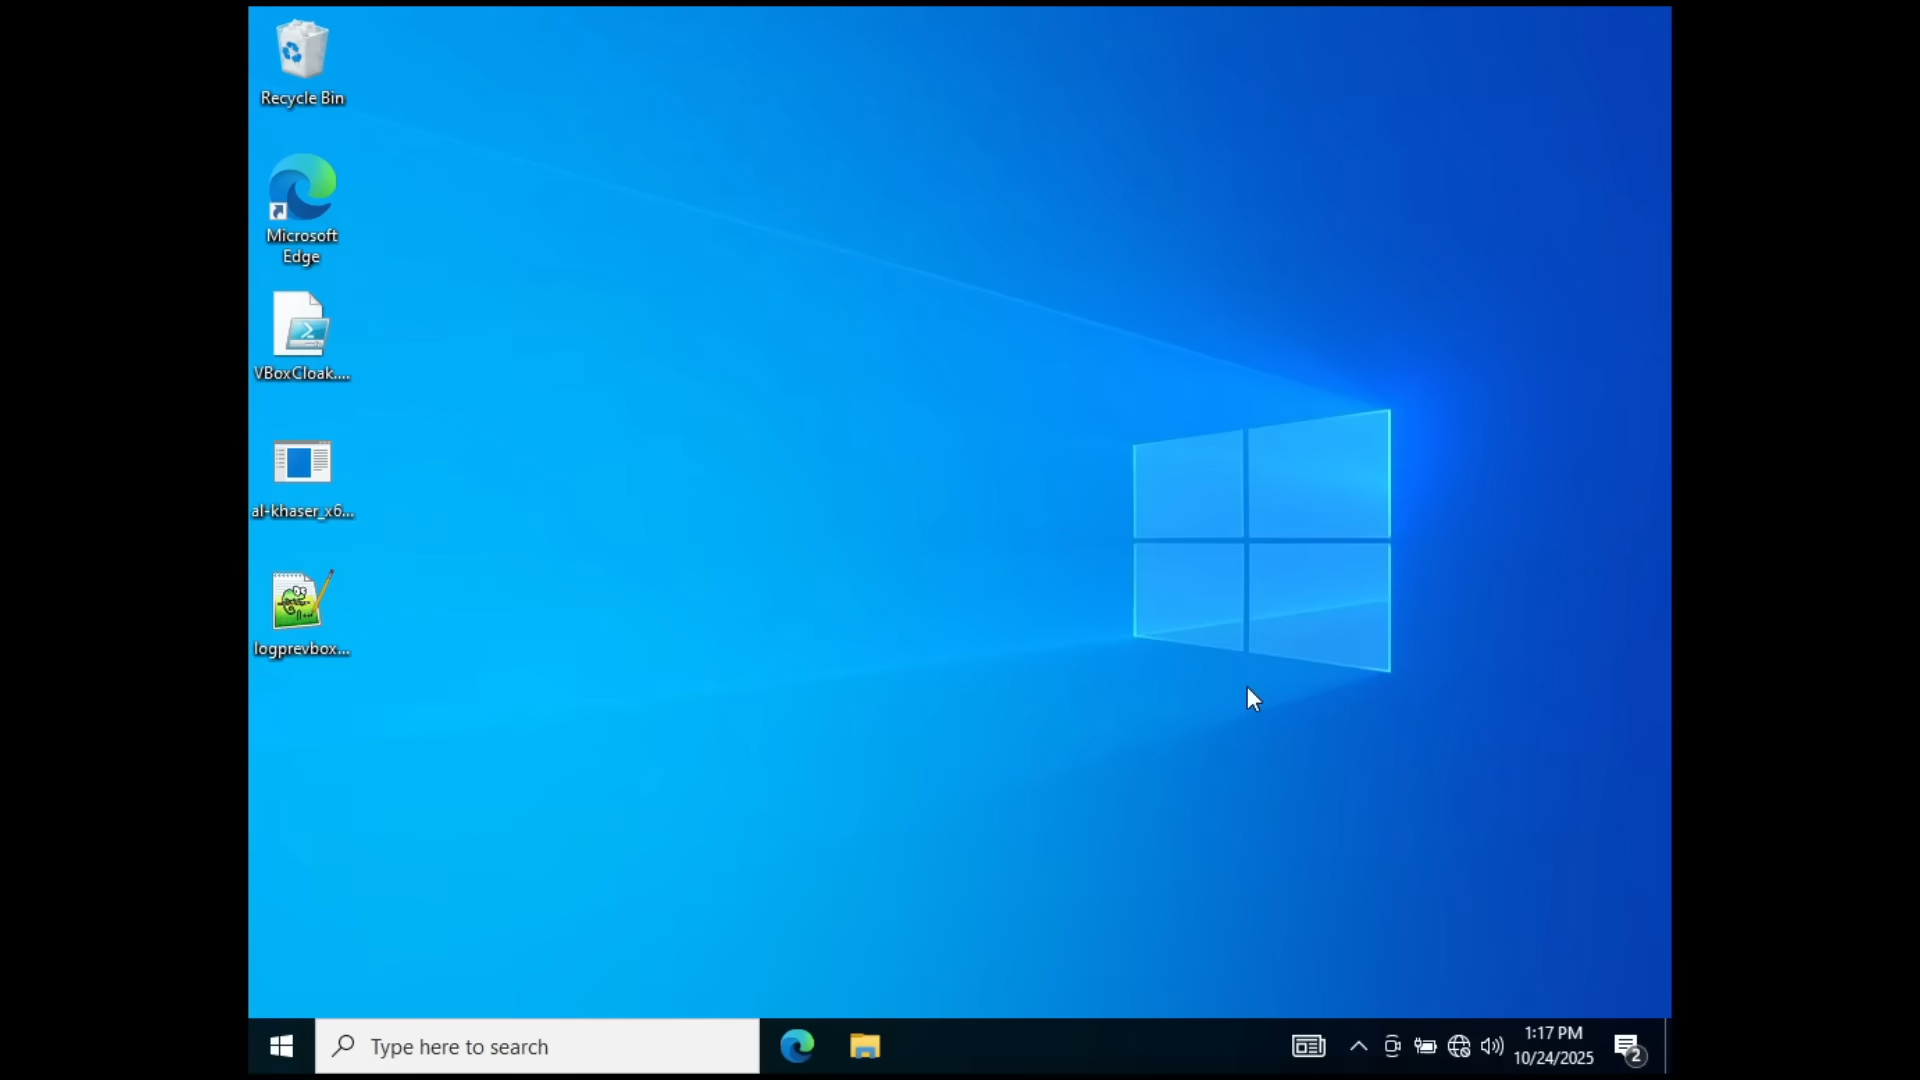 Recycle Bin
Microsoft
Edge
VBoxCloak....
al-khaser_x6...
logprevbox...
Type here to search
1:17 PM
10/24/2025
2